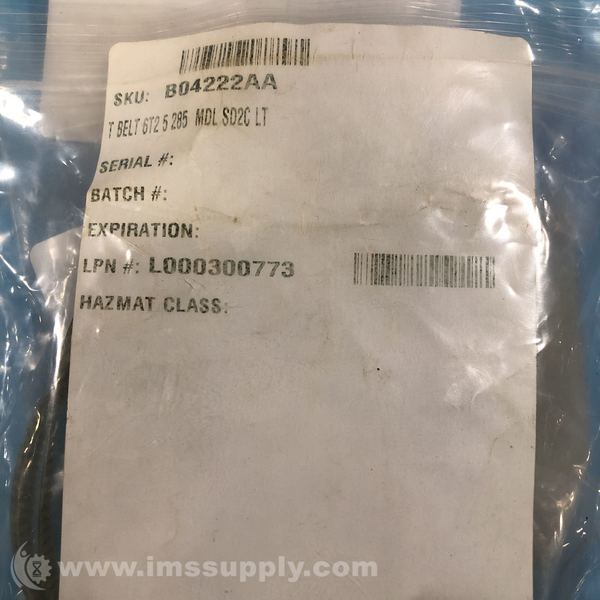 SKU: B04222AA
T BELT 6T2 5 285 MDL SD2C LT
SERIAL #:
BATCH #:
EXPIRATION:
LPN #: L000300773
HAZMAT CLASS:
www.imssupply.com